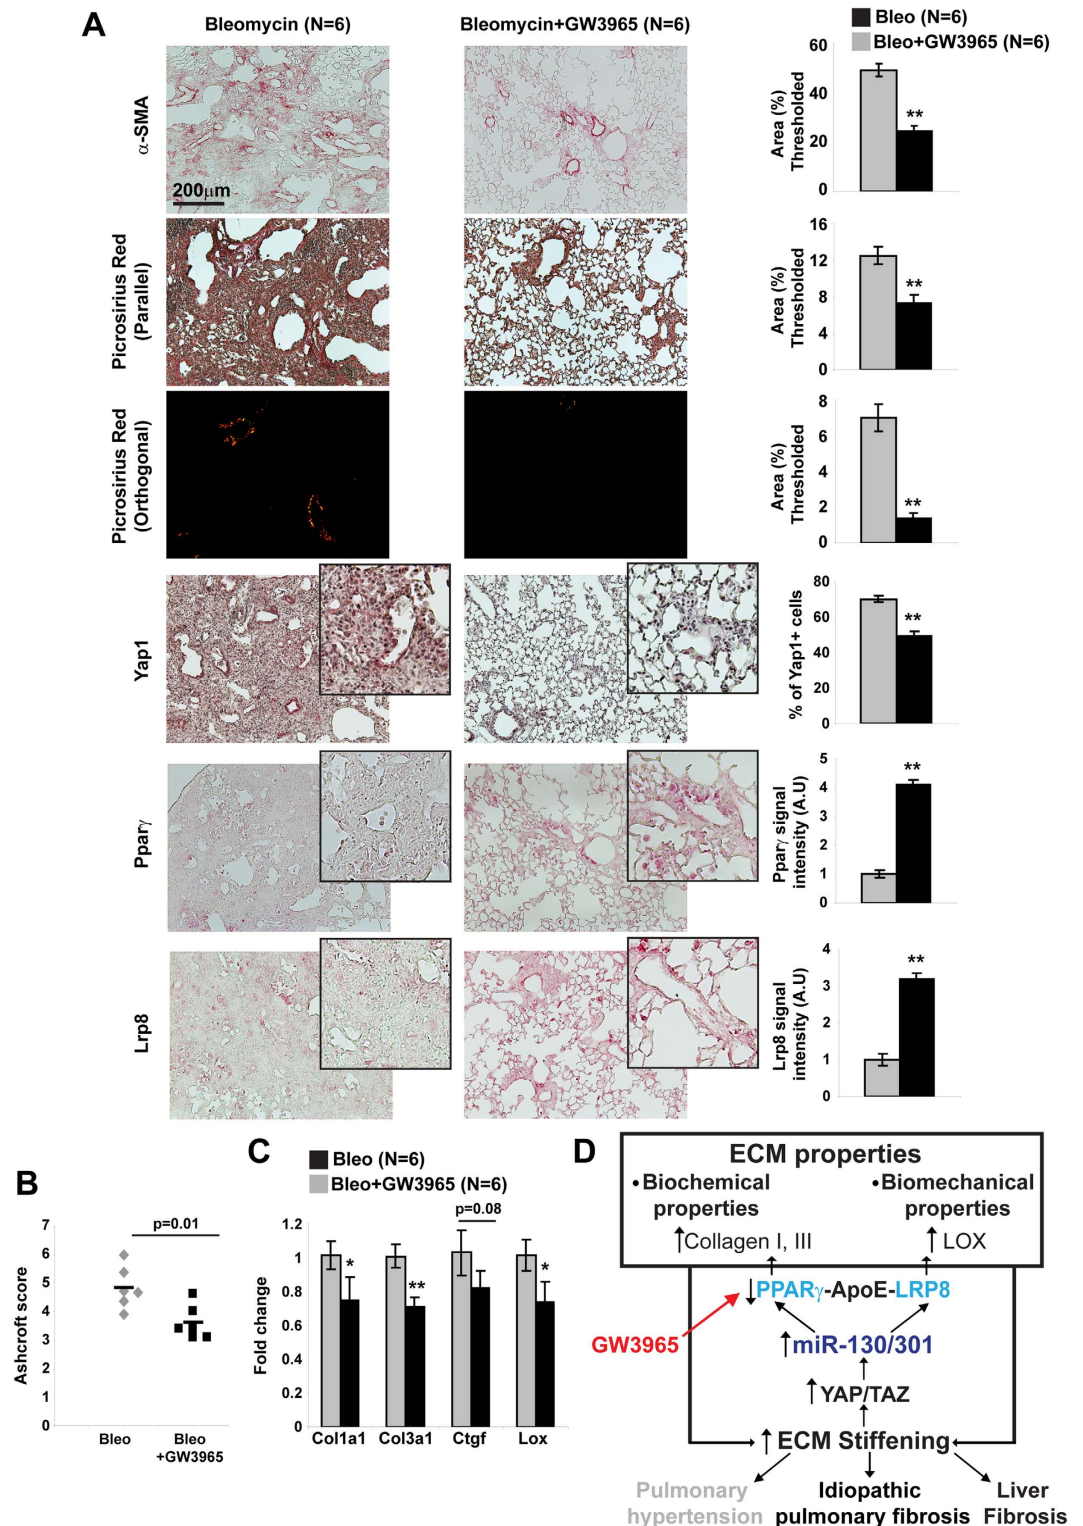 A
Bleomycin (N=6)
Bleomycin+GW3965 (N=6)
Bleo (N=6)
Bleo+GW3965 (N=6)
α-SMA
200μm
Area (%)
Thresholded
60
40
20
0
**
Picrosirius Red
(Parallel)
Area (%)
Thresholded
16
12
8
4
0
**
Picrosirius Red
(Orthogonal)
Area (%)
Thresholded
8
6
4
2
0
**
Yap1
% of Yap1+ cells
80
60
40
20
0
**
Pparγ
Pparγ signal
intensity (A.U)
5
4
3
2
1
0
**
Lrp8
Lrp8 signal
intensity (A.U)
4
3
2
1
0
**
B
Ashcroft score
7
6
5
4
3
2
1
0
p=0.01
Bleo
Bleo
+GW3965
C
Bleo (N=6)
Bleo+GW3965 (N=6)
Fold change
1.2
1
0.8
0.6
0.4
0.2
0
*
**
p=0.08
*
Col1a1
Col3a1
Ctgf
Lox
D
ECM properties
•Biochemical
properties
•Biomechanical
properties
↑Collagen I, III
↑LOX
↓PPARγ-ApoE-LRP8
GW3965
↑miR-130/301
↑YAP/TAZ
↑ECM Stiffening
Pulmonary
hypertension
Idiopathic
pulmonary fibrosis
Liver
Fibrosis